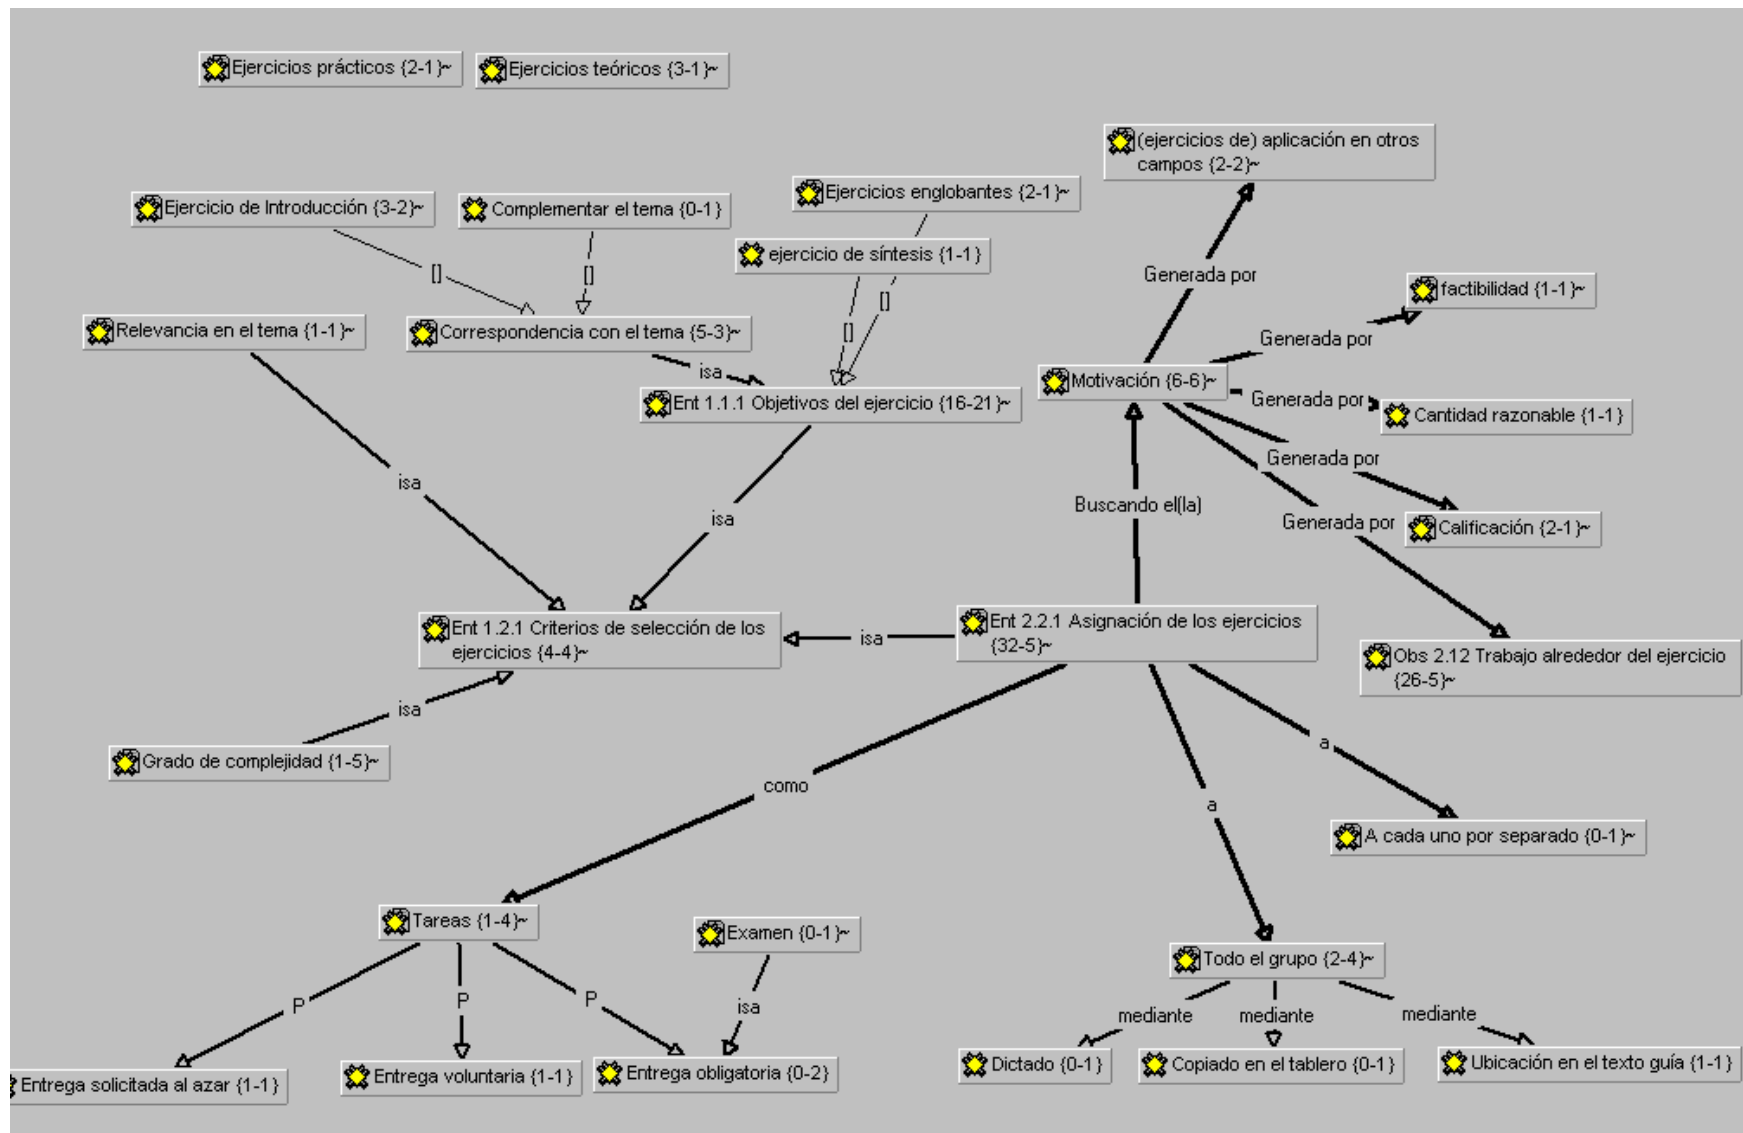 Ejercicios prácticos {2-1}~
Ejercicios teóricos {3-1}~
(ejercicios de) aplicación en otros
campos {2-2}~
Ejercicio de Introducción {3-2}~
Complementar el tema {0-1}
Ejercicios englobantes {2-1}~
ejercicio de síntesis {1-1}
[]
[]
[]
[]
Generada por
factibilidad {1-1}~
Relevancia en el tema {1-1}~
Correspondencia con el tema {5-3}~
Generada por
isa
Motivación {6-6}~
Ent 1.1.1 Objetivos del ejercicio {16-21}~
Generada por
Cantidad razonable {1-1}
Generada por
isa
isa
Buscando el(la)
Generada por
Calificación {2-1}~
Ent 1.2.1 Criterios de selección de los
ejercicios {4-4}~
isa
Ent 2.2.1 Asignación de los ejercicios
{32-5}~
Obs 2.12 Trabajo alrededor del ejercicio
{26-5}~
isa
Grado de complejidad {1-5}~
a
como
a
A cada uno por separado {0-1}~
Tareas {1-4}~
Examen {0-1}~
Todo el grupo {2-4}~
P
P
P
isa
mediante
mediante
mediante
Entrega solicitada al azar {1-1}
Entrega voluntaria {1-1}
Entrega obligatoria {0-2}
Dictado {0-1}
Copiado en el tablero {0-1}
Ubicación en el texto guía {1-1}